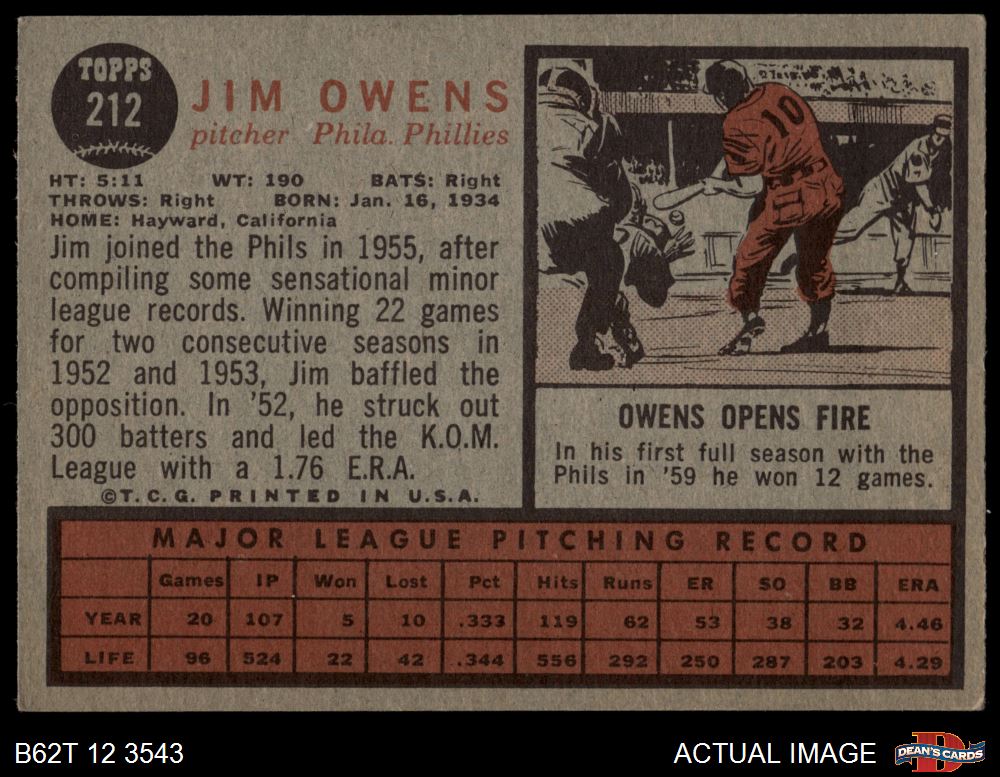 TOPPS
212
JIM OWENS
pitcher Phila. Phillies
HT: 5:11 WT: 190 BATS: Right
THROWS: Right BORN: Jan. 16, 1934
HOME: Hayward, California
Jim joined the Phils in 1955, after
compiling some sensational minor
league records. Winning 22 games
for two consecutive seasons in
1952 and 1953, Jim baffled the
opposition. In '52, he struck out
300 batters and led the K.O.M.
League with a 1.76 E.R.A.
©T.C.G. PRINTED IN U.S.A.
10
OWENS OPENS FIRE
In his first full season with the
Phils in '59 he won 12 games.
MAJOR LEAGUE PITCHING RECORD
Games IP Won Lost Pct Hits Runs ER SO BB ERA
YEAR 20 107 5 10 .333 119 62 53 38 32 4.46
LIFE 96 524 22 42 .344 556 292 250 287 203 4.29
B62T 12 3543
ACTUAL IMAGE
D
DEAN'S CARDS